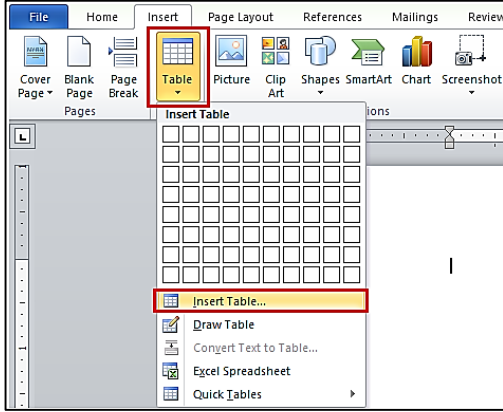 File Home Insert Page Layout References Mailings Review
Cover Blank Page Table Picture Clip Shapes SmartArt Chart Screenshot
Page Page Break Art
Pages ions
Insert Table
L
Insert Table...
Draw Table
Convert Text to Table...
Excel Spreadsheet
Quick Tables